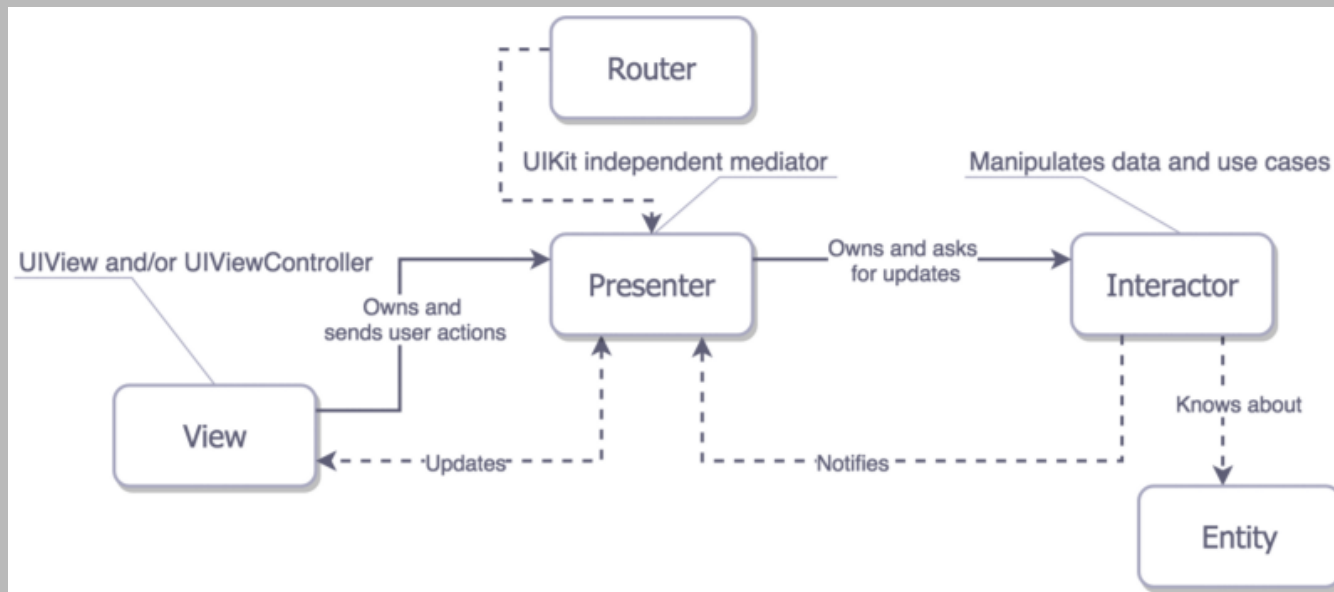 Router
UIKit independent mediator
Manipulates data and use cases
UIView and/or UIViewController
Presenter
Owns and asks
for updates
Interactor
Owns and
sends user actions
View
Updates
Notifies
Knows about
Entity